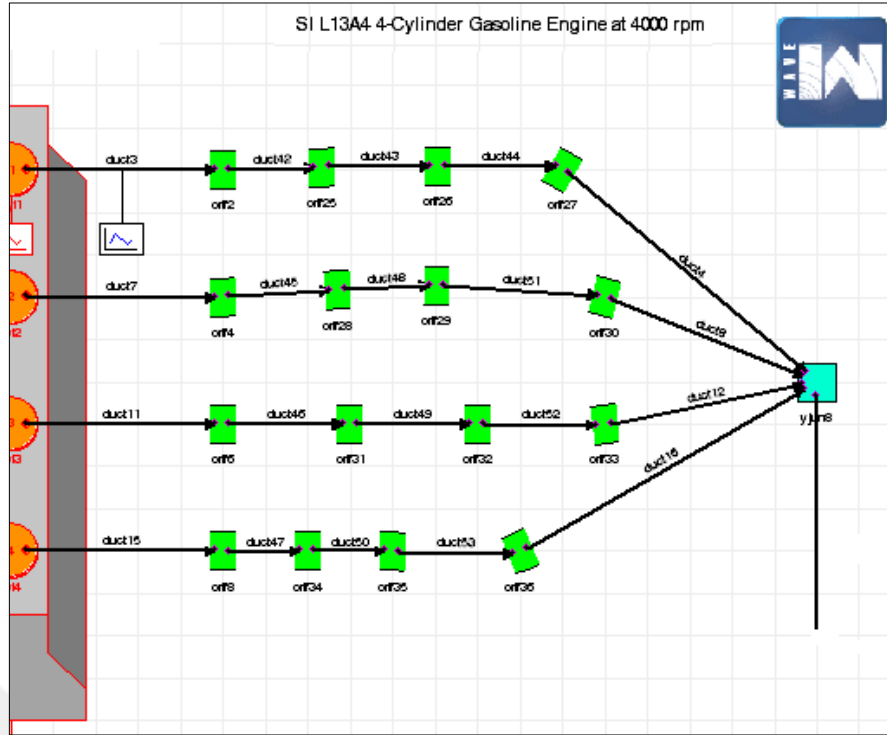 SI L13A4 4-Cylinder Gasoline Engine at 4000 rpm
WAVE
duct3
duct42
duct43
duct44
orif2
orif25
orif26
orif27
duct4
duct7
duct45
duct48
duct51
orif4
orif28
orif29
orif30
duct8
duct11
duct46
duct49
duct52
duct12
yjun8
orif31
orif32
orif33
duct16
duct15
duct47
duct50
duct53
orif8
orif34
orif35
orif36